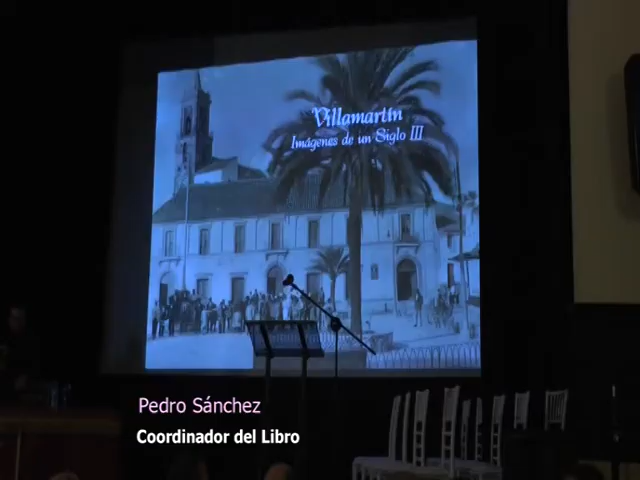 Villamartín
Imágenes de un Siglo III
Pedro Sánchez
Coordinador del Libro